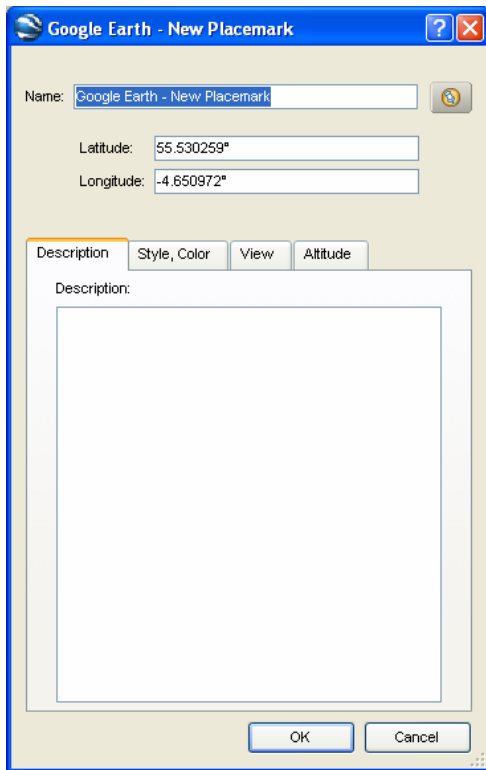 Google Earth - New Placemark
Name: Google Earth - New Placemark
Latitude: 55.530259°
Longitude: -4.650972°
Description Style, Color View Altitude
Description:
OK Cancel